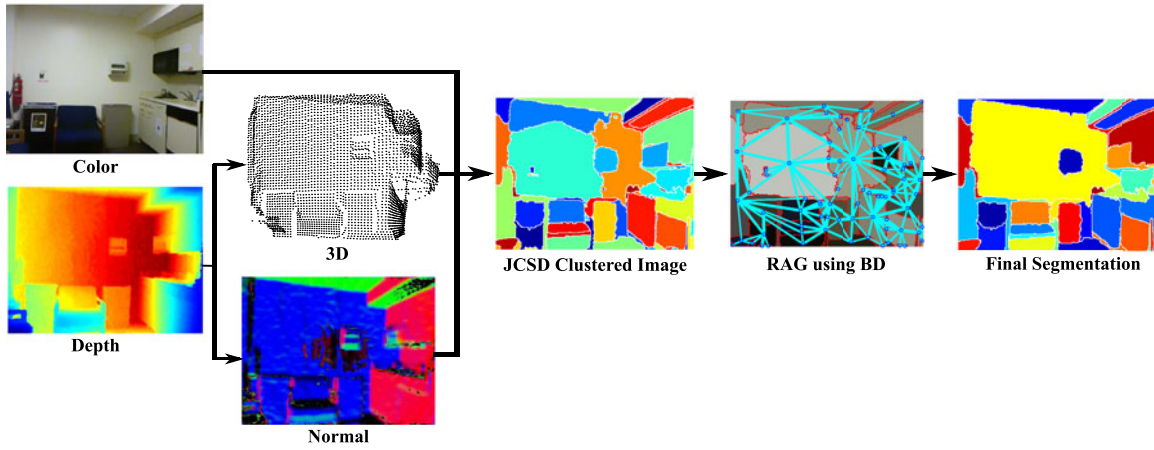 Color
Depth
3D
Normal
JCSD Clustered Image
RAG using BD
Final Segmentation